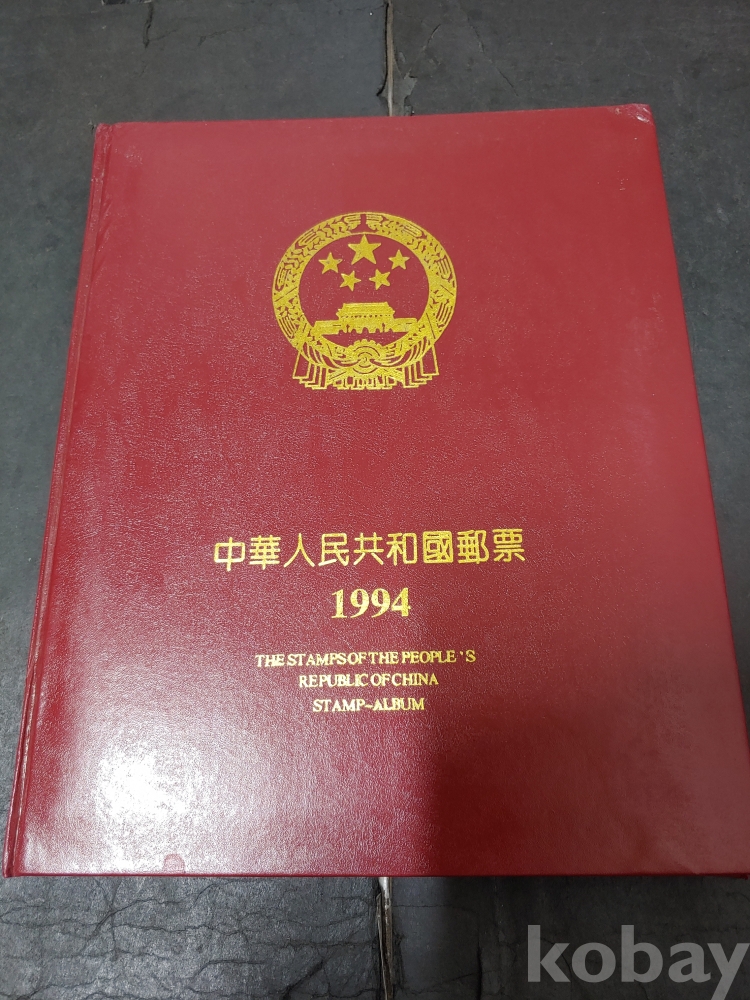 中華人民共和國郵票
1994
THE STAMPS OF THE PEOPLE'S
REPUBLIC OF CHINA
STAMP-ALBUM
kobay